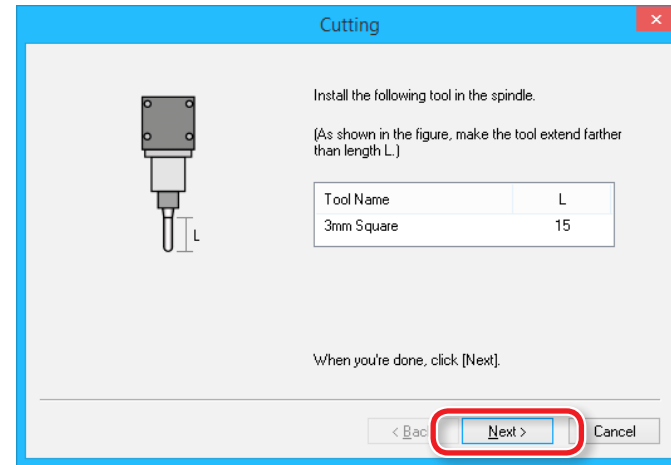 Cutting
Install the following tool in the spindle.
(As shown in the figure, make the tool extend farther
than length L.)
Tool Name L
3mm Square 15
L
When you're done, click [Next].
< Bac Next > Cancel